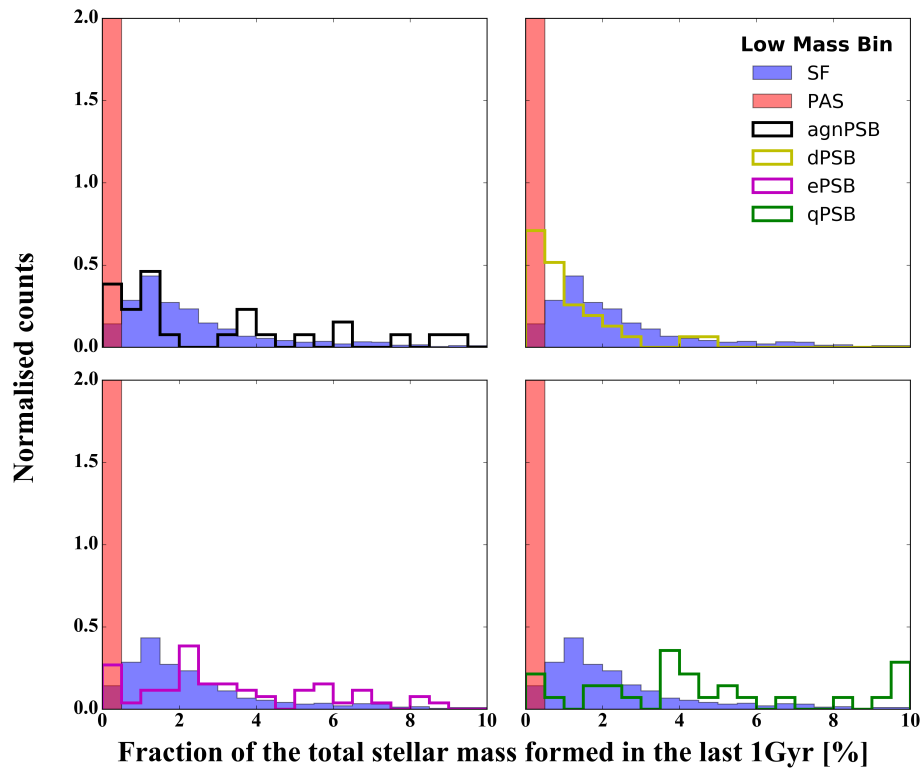 2.0
1.5
1.0
0.5
0.0
Low Mass Bin
SF
PAS
agnPSB
dPSB
ePSB
qPSB
2.0
1.5
1.0
0.5
0.0
0 2 4 6 8 10
0 2 4 6 8 10
Normalised counts
Fraction of the total stellar mass formed in the last 1Gyr [%]